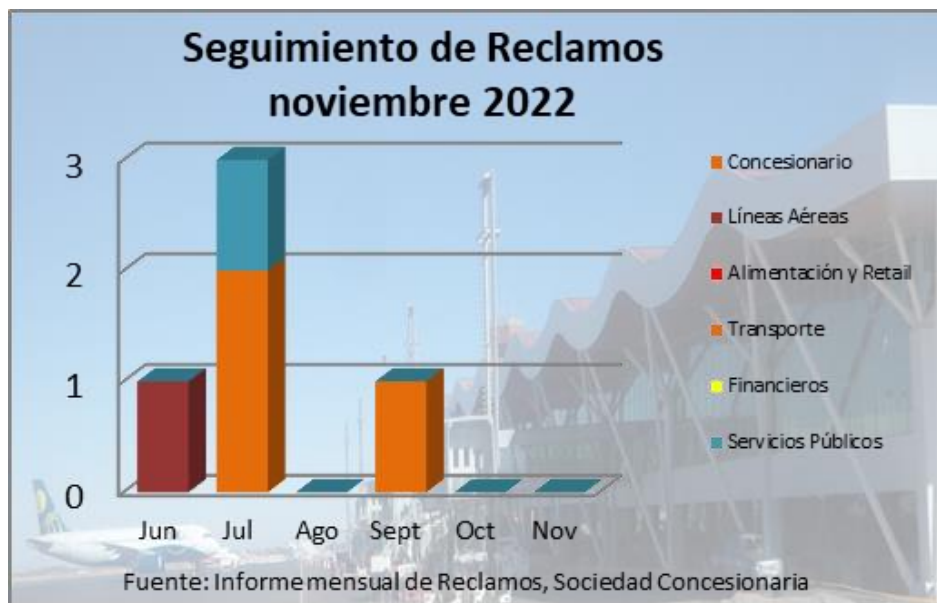 Seguimiento de Reclamos
noviembre 2022
3
2
1
0
Jun Jul Ago Sept Oct Nov
Concesionario
Líneas Aéreas
Alimentación y Retail
Transporte
Financieros
Servicios Públicos
Fuente: Informe mensual de Reclamos, Sociedad Concesionaria